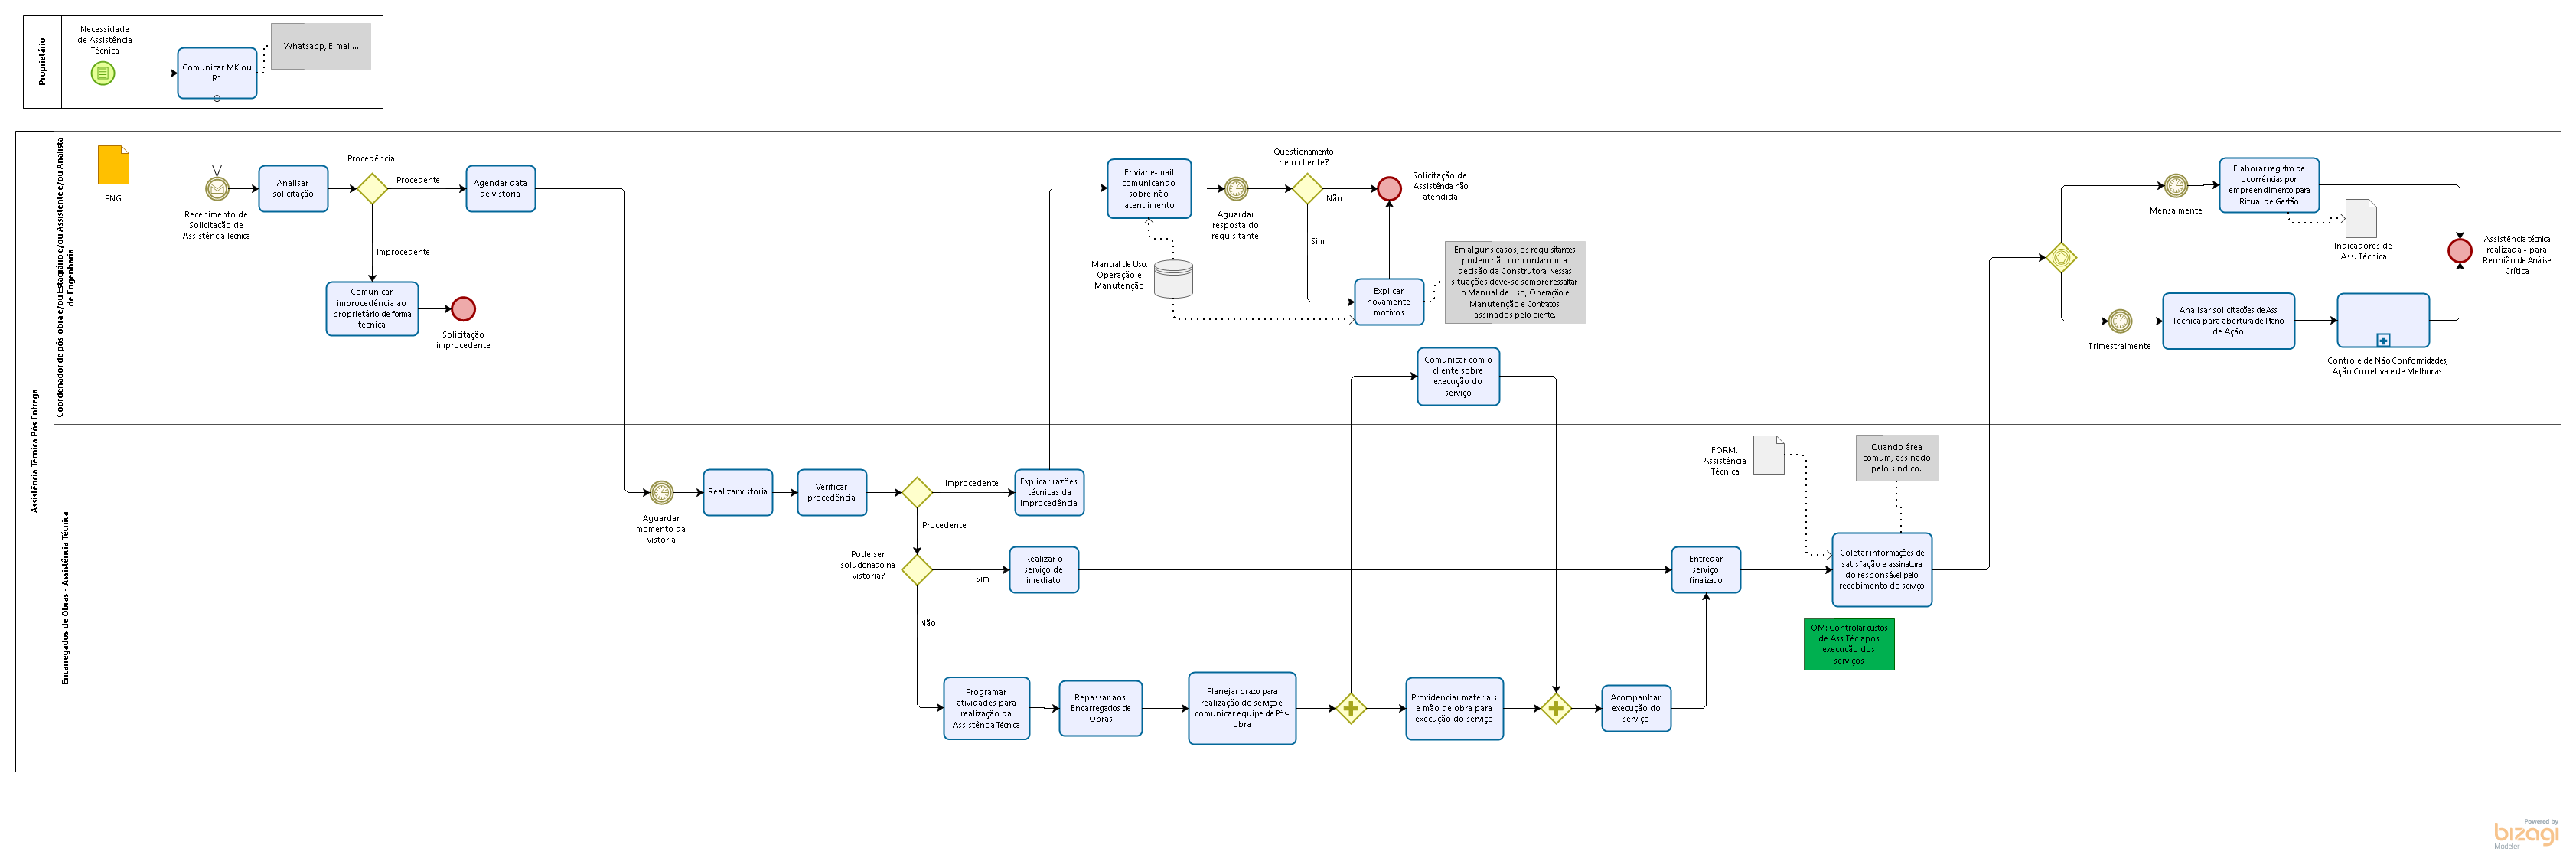 Proprietário
Necessidade
de Assistência
Técnica
Comunicar MK ou
R1
Whatsapp, E-mail...
Assistência Técnica Pós Entrega
Coordenador de pós-obra e/ou Estagiário e/ou Assistente e/ou Analista
de Engenharia
PNG
Recebimento de
Solicitação de
Assistência Técnica
Analisar
solicitação
Procedência
Procedente
Improcedente
Agendar data
de vistoria
Comunicar
improcedência ao
proprietário de forma
técnica
Solicitação
improcedente
Enviar e-mail
comunicando
sobre não
atendimento
Aguardar
resposta do
requisitante
Questionamento
pelo cliente?
Não
Sim
Solicitação de
Assistência não
atendida
Manual de Uso,
Operação e
Manutenção
Explicar
novamente
motivos
Em alguns casos, os requisitantes
podem não concordar com a
decisão da Construtora. Nessas
situações deve-se sempre ressaltar
o Manual de Uso, Operação e
Manutenção e Contratos
assinados pelo cliente.
Comunicar com o
cliente sobre
execução do
serviço
Mensalmente
Elaborar registro de
ocorrências por
empreendimento para
Ritual de Gestão
Indicadores de
Ass. Técnica
Assistência técnica
realizada - para
Reunião de Análise
Crítica
Trimestralmente
Analisar solicitações de Ass
Técnica para abertura de Plano
de Ação
Controle de Não Conformidades,
Ação Corretiva e de Melhorias
Encarregados de Obras - Assistência Técnica
Aguardar
momento da
vistoria
Realizar vistoria
Verificar
procedência
Improcedente
Procedente
Explicar razões
técnicas da
improcedência
Pode ser
solucionado na
vistoria?
Sim
Não
Realizar o
serviço de
imediato
Programar
atividades para
realização da
Assistência Técnica
Repassar aos
Encarregados de
Obras
Planejar prazo para
realização do serviço e
comunicar equipe de Pós-
obra
Providenciar materiais
e mão de obra para
execução do serviço
Acompanhar
execução do
serviço
Entregar
serviço
finalizado
FORM.
Assistência
Técnica
Quando área
comum, assinado
pelo síndico.
Coletar informações de
satisfação e assinatura
do responsável pelo
recebimento do serviço
OM: Controlar custos
de Ass Téc após
execução dos
serviços
Powered by
bizagi
Modeler